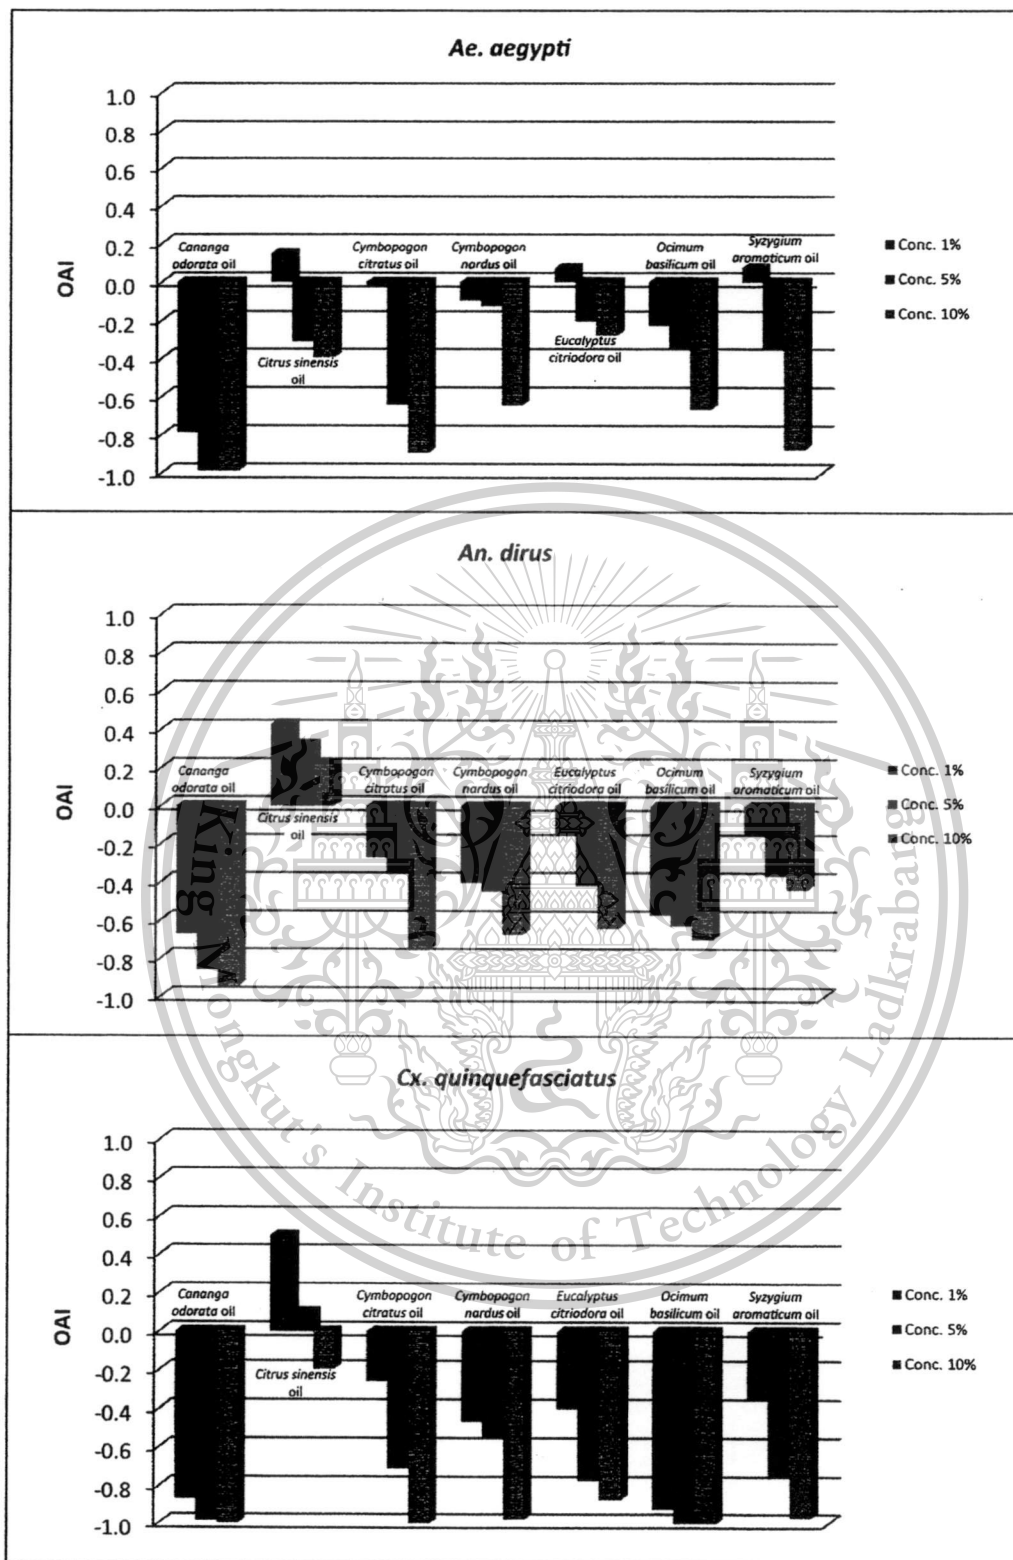 Ae. aegypti
1.0
0.8
0.6
0.4
0.2
0.0
-0.2
-0.4
-0.6
-0.8
-1.0
OAI
Cananga
odorata oil
Citrus sinensis
oil
Cymbopogon
citratus oil
Cymbopogon
nardus oil
Eucalyptus
citriodora oil
Ocimum
basilicum oil
Syzygium
aromaticum oil
Conc. 1%
Conc. 5%
Conc. 10%
An. dirus
1.0
0.8
0.6
0.4
0.2
0.0
-0.2
-0.4
-0.6
-0.8
-1.0
OAI
Cananga
odorata oil
Citrus sinensis
oil
Cymbopogon
citratus oil
Cymbopogon
nardus oil
Eucalyptus
citriodora oil
Ocimum
basilicum oil
Syzygium
aromaticum oil
Conc. 1%
Conc. 5%
Conc. 10%
Cx. quinquefasciatus
1.0
0.8
0.6
0.4
0.2
0.0
-0.2
-0.4
-0.6
-0.8
-1.0
OAI
Cananga
odorata oil
Citrus sinensis
oil
Cymbopogon
citratus oil
Cymbopogon
nardus oil
Eucalyptus
citriodora oil
Ocimum
basilicum oil
Syzygium
aromaticum oil
Conc. 1%
Conc. 5%
Conc. 10%
King Mongkut's Institute of Technology Ladkrabang